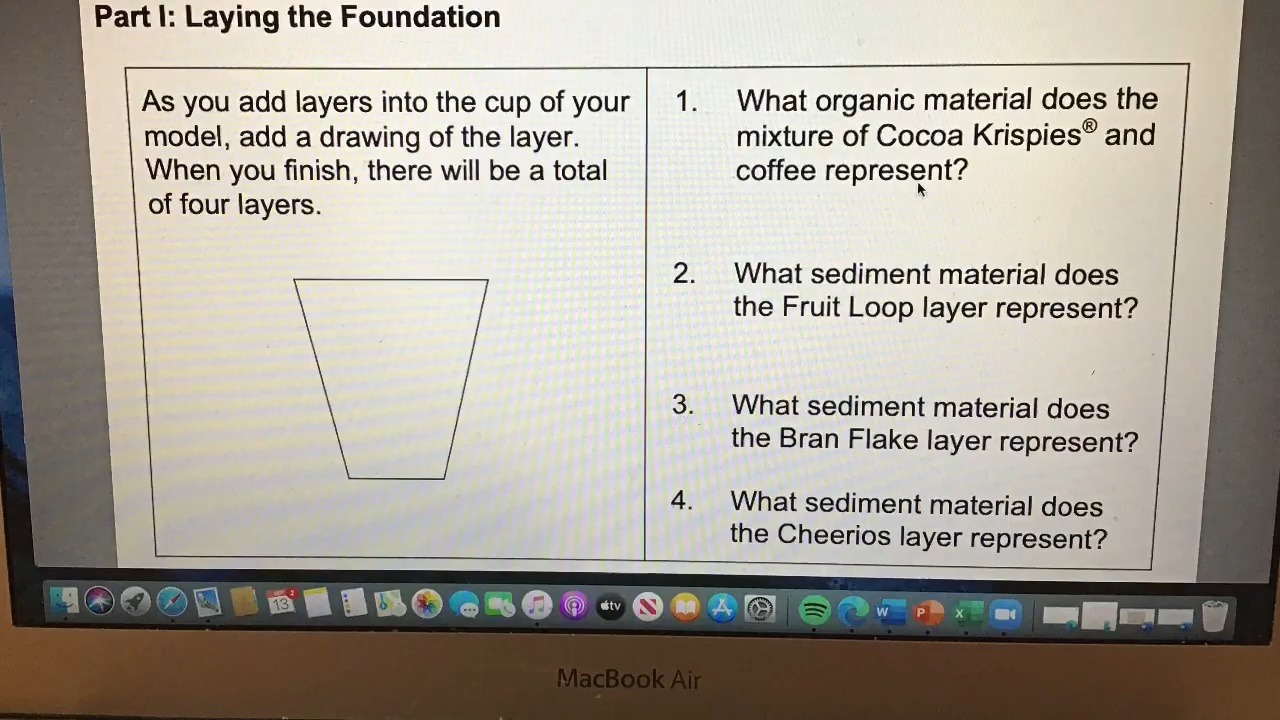 Part I: Laying the Foundation
As you add layers into the cup of your
model, add a drawing of the layer.
When you finish, there will be a total
of four layers.
1. What organic material does the
mixture of Cocoa Krispies® and
coffee represent?
2. What sediment material does
the Fruit Loop layer represent?
3. What sediment material does
the Bran Flake layer represent?
4. What sediment material does
the Cheerios layer represent?
13
tv
W
P
X
MacBook Air